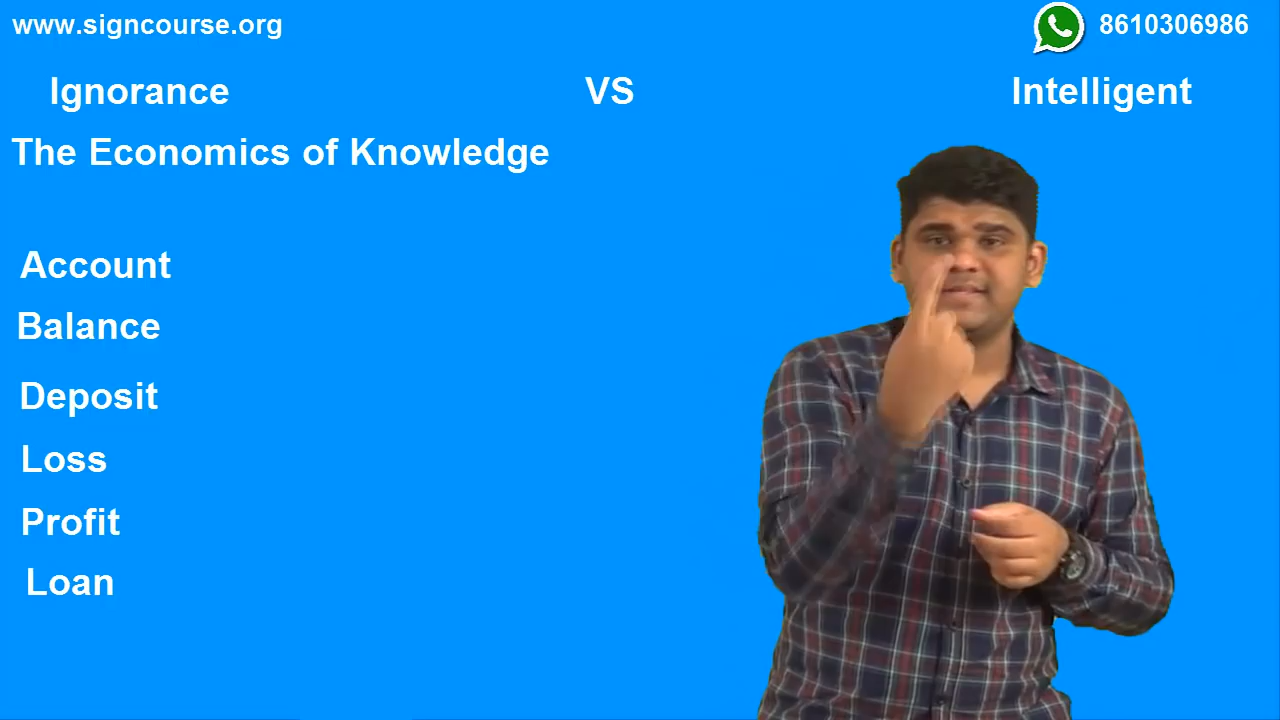 www.signcourse.org 8610306986
Ignorance VS Intelligent
The Economics of Knowledge
Account
Balance
Deposit
Loss
Profit
Loan